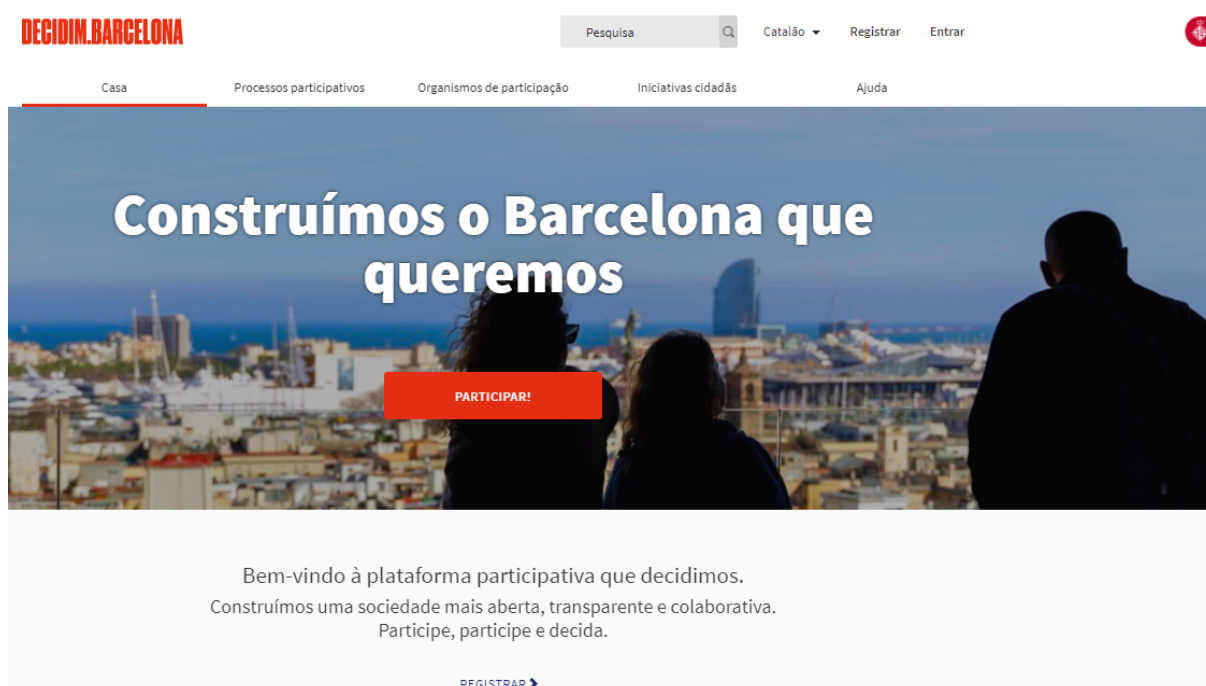 DECIDIM.BARCELONA
Pesquisa
Catalão
Registrar
Entrar
Casa
Processos participativos
Organismos de participação
Iniciativas cidadãs
Ajuda
Construímos o Barcelona que
queremos
PARTICIPAR!
Bem-vindo à plataforma participativa que decidimos.
Construímos uma sociedade mais aberta, transparente e colaborativa.
Participe, participe e decida.
REGISTRAR